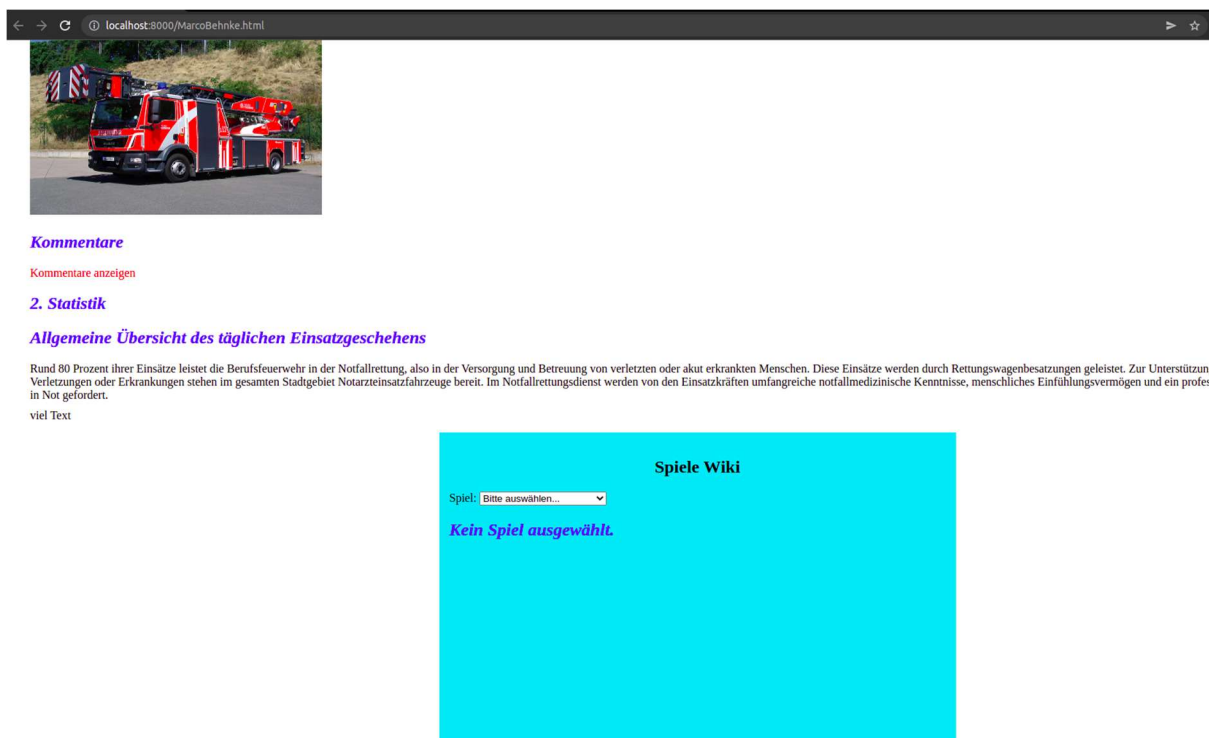 localhost:8000/MarcoBehnke.html
Kommentare
Kommentare anzeigen
2. Statistik
Allgemeine Übersicht des täglichen Einsatzgeschehens
Rund 80 Prozent ihrer Einsätze leistet die Berufsfeuerwehr in der Notfallrettung, also in der Versorgung und Betreuung von verletzten oder akut erkrankten Menschen. Diese Einsätze werden durch Rettungswagenbesatzungen geleistet. Zur Unterstützun
Verletzungen oder Erkrankungen stehen im gesamten Stadtgebiet Notarzteinsatzfahrzeuge bereit. Im Notfallrettungsdienst werden von den Einsatzkräften umfangreiche notfallmedizinische Kenntnisse, menschliches Einfühlungsvermögen und ein profes
in Not gefordert.
viel Text
Spiele Wiki
Spiel: Bitte auswählen...
Kein Spiel ausgewählt.